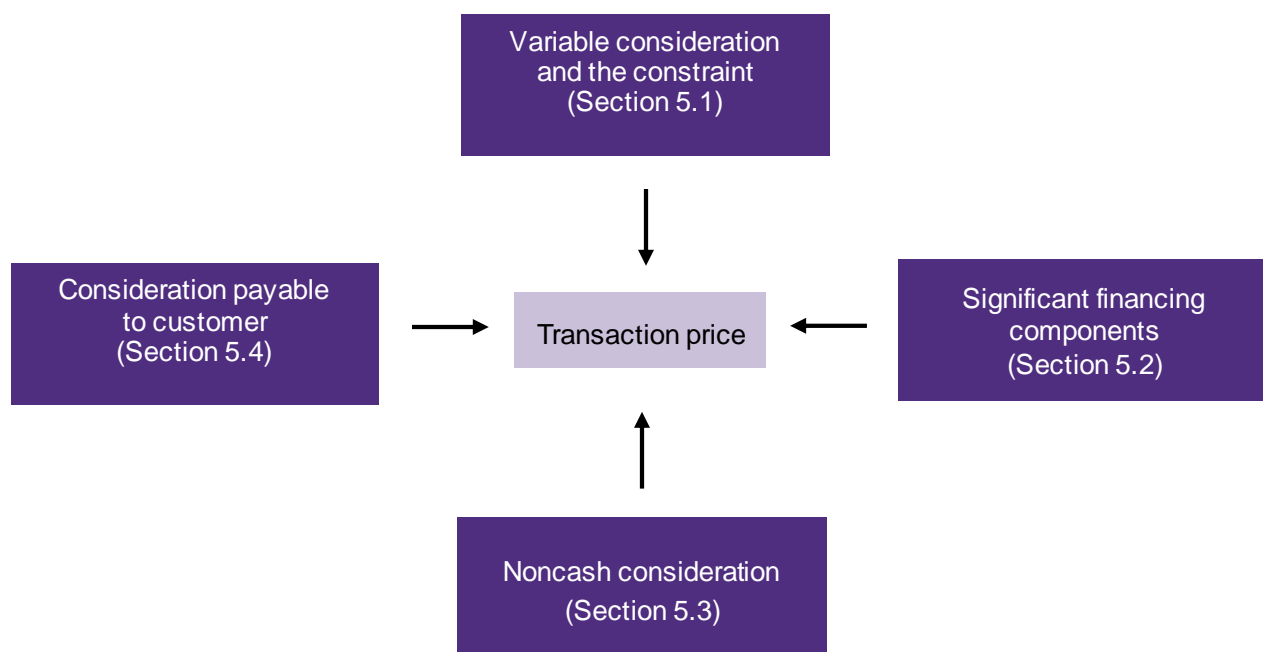 Variable consideration
and the constraint
(Section 5.1)
Consideration payable
to customer
(Section 5.4)
Transaction price
Significant financing
components
(Section 5.2)
Noncash consideration
(Section 5.3)